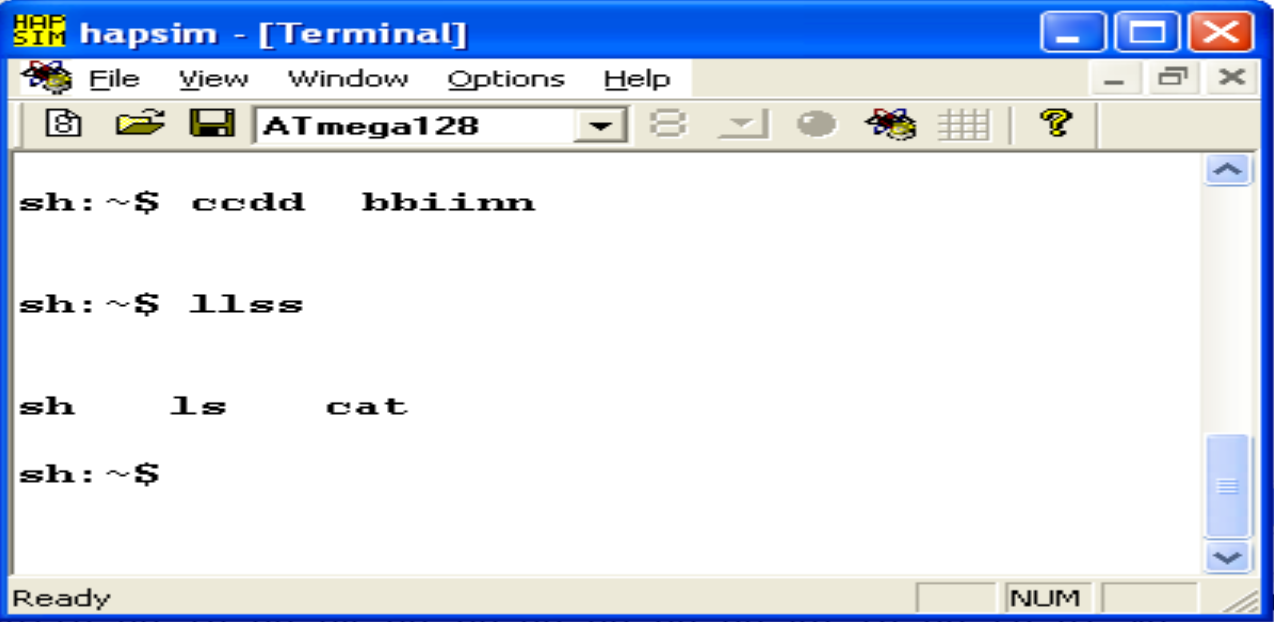 HAP SIM hapsim - [Terminal]
File View Window Options Help
ATmega128
sh:~$ ccdd  bbiinn
sh:~$ llss
sh ls cat
sh:~$
Ready NUM